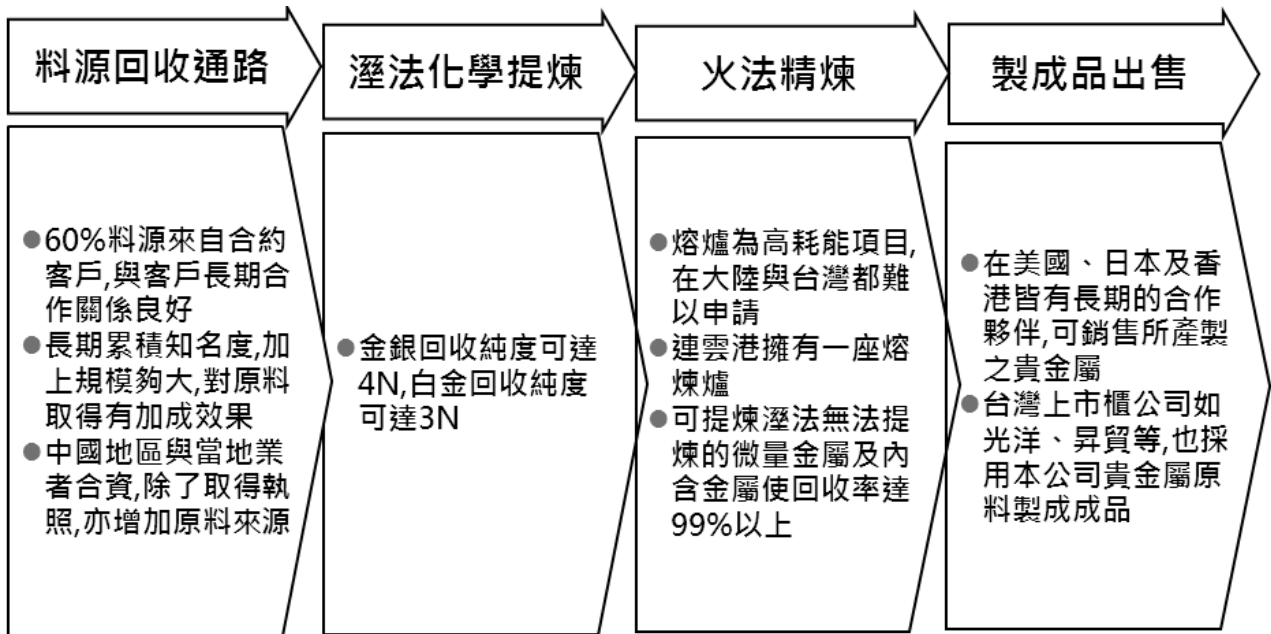 料源回收通路
溼法化學提煉
火法精煉
製成品出售
●60%料源來自合約
客戶,與客戶長期合
作關係良好
●長期累積知名度,加
上規模夠大,對原料
取得有加成效果
●中國地區與當地業
者合資,除了取得執
照,亦增加原料來源
●金銀回收純度可達
4N,白金回收純度
可達3N
●熔爐為高耗能項目,
在大陸與台灣都難
以申請
●連雲港擁有一座熔
煉爐
●可提煉溼法無法提
煉的微量金屬及內
含金屬使回收率達
99%以上
●在美國、日本及香
港皆有長期的合作
夥伴,可銷售所產製
之貴金屬
●台灣上市櫃公司如
光洋、昇貿等,也採
用本公司貴金屬原
料製成成品